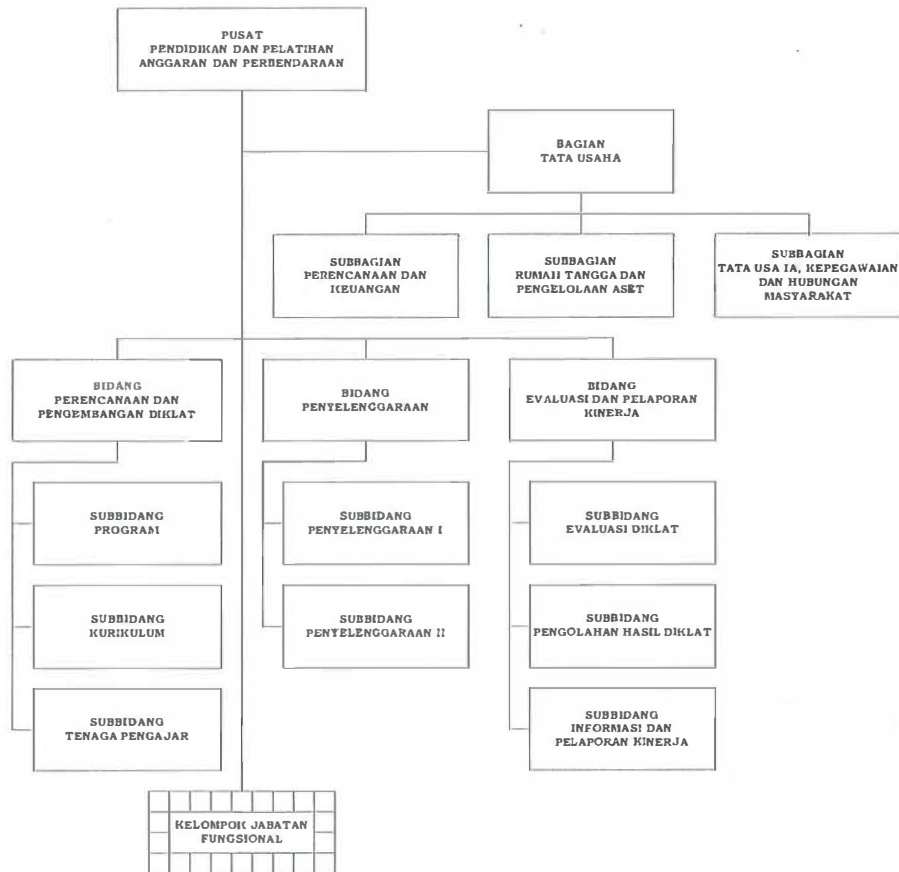 PUSAT
PENDIDIKAN DAN PELATIHAN
ANGGARAN DAN PERBENDARAAN
BAGIAN
TATA USAHA
SUBBAGIAN
PERENCANAAN DAN
KEUANGAN
SUBBAGIAN
RUMAH TANGGA DAN
PENGELOLAAN ASET
SUBBAGIAN
TATA USA IA, KEPEGAWAIAN
DAN HUBUNGAN
MASYARAKAT
BIDANG
PERENCANAAN DAN
PENGEMBANGAN DIKLAT
BIDANG
PENYELENGGARAAN
BIDANG
EVALUASI DAN PELAPORAN
KINERJA
SUBBIDANG
PROGRAM
SUBBIDANG
PENYELENGGARAAN I
SUBBIDANG
EVALUASI DIKLAT
SUBBIDANG
KURIKULUM
SUBBIDANG
PENYELENGGARAAN II
SUBBIDANG
PENGOLAHAN HASIL DIKLAT
SUBBIDANG
TENAGA PENGAJAR
SUBBIDANG
INFORMASI DAN
PELAPORAN KINERJA
KELOMPOK JABATAN
FUNGSIONAL